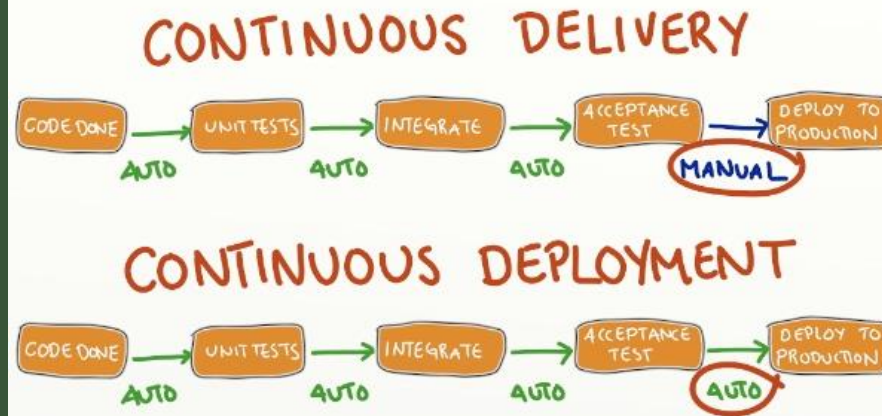 CONTINUOUS DELIVERY
CODE DONE
UNIT TESTS
INTEGRATE
ACCEPTANCE
TEST
DEPLOY TO
PRODUCTION
AUTO
AUTO
AUTO
MANUAL
CONTINUOUS DEPLOYMENT
CODE DONE
UNIT TESTS
INTEGRATE
ACCEPTANCE
TEST
DEPLOY TO
PRODUCTION
AUTO
AUTO
AUTO
AUTO